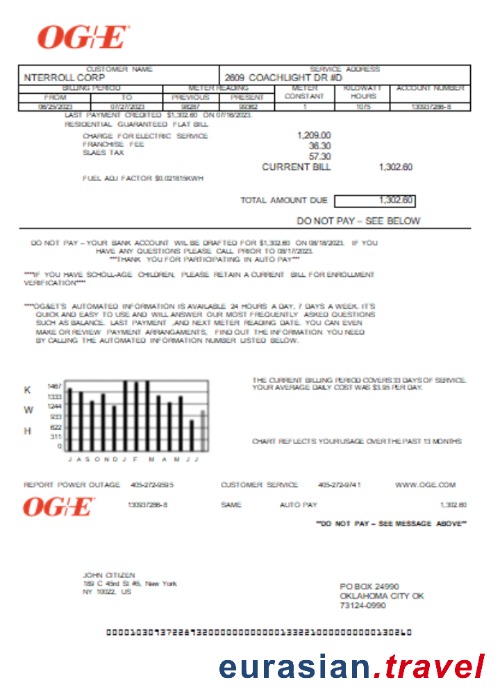 OG+E
CUSTOMER NAME SERVICE ADDRESS
NTERROLL CORP 2609 COACHLIGHT DR #D
BILLING PERIOD METER READING METER KILOWATT ACCOUNT NUMBER
FROM TO PREVIOUS PRESENT CONSTANT HOURS
06/25/2023 07/27/2023 98287 99362 1 1075 130937286-8
LAST PAYMENT CREDITED $1,302.60 ON 07/16/2023.
RESIDENTIAL GUARANTEED FLAT BILL
CHARGE FOR ELECTRIC SERVICE 1,209.00
FRANCHISE FEE 36.30
SLAES TAX 57.30
CURRENT BILL 1,302.60
FUEL ADJ FACTOR $0.021815KWH
TOTAL AMOUNT DUE 1,302.60
DO NOT PAY – SEE BELOW
DO NOT PAY – YOUR BANK ACCOUNT WIL BE DRAFTED FOR $1,302.60 ON 08/18/2023. IF YOU
HAVE ANY QUESTIONS PLEASE CALL PRIOR TO 08/17/2023.
***THANK YOU FOR PARTICIPATING IN AUTO PAY***
****IF YOU HAVE SCHOLL-AGE CHILDREN, PLEASE RETAIN A CURRENT BILL FOR ENROLLMENT
VERIFICATION****
****OG&ET'S AUTOMATED INFORMATION IS AVAILABLE 24 HOURS A DAY, 7 DAYS A WEEK. IT'S
QUICK AND EASY TO USE AND WILL ANSWER OUR MOST FREQUENTLY ASKED QUESTIONS
SUCH AS BALANCE, LAST PAYMENT ,AND NEXT METER READING DATE. YOU CAN EVEN
MAKE OR REVIEW PAYMENT ARRANGAMENTS, FIND OUT THE INFORMATION YOU NEED
BY CALLING THE AUTOMATED INFORMATION NUMBER LISTED BELOW.
THE CURRENT BILLING PERIOD COVERS 33 DAYS OF SERVICE.
YOUR AVERAGE DAILY COST WAS $3.95 PER DAY.
K
W
H
1467
1333
1244
933
622
311
0
J A S O N D J F M A M J J
CHART REFLECTS YOUR USAGE OVER THE PAST 13 MONTHS
REPORT POWER OUTAGE 405-272-9595 CUSTOMER SERVICE 405-272-9741 WWW.OGE.COM
OG+E 130937286-8 SAME AUTO PAY 1,302.60
**DO NOT PAY – SEE MESSAGE ABOVE**
JOHN CITIZEN
189 C 43rd St #6, New York
NY 10022, US
PO BOX 24990
OKLAHOMA CITY OK
73124-0990
eurasian.travel